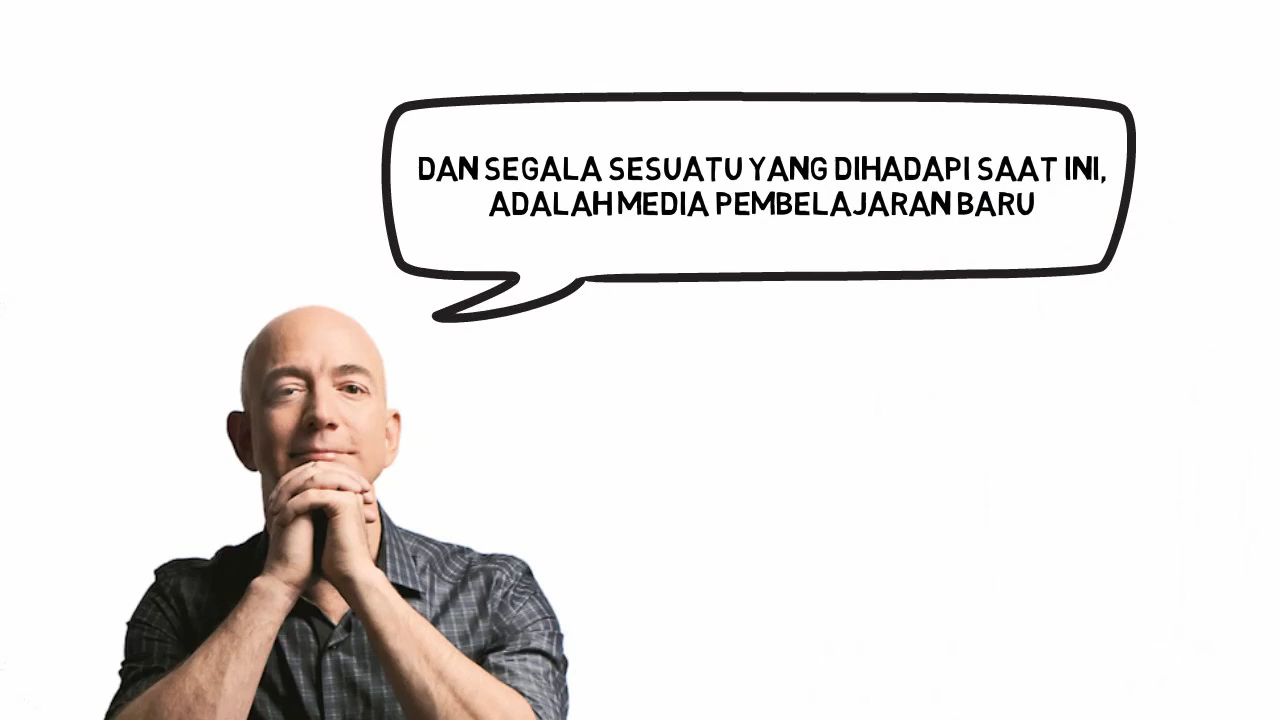 DAN SEGALA SESUATU YANG DIHADAPI SAAT INI,
ADALAH MEDIA PEMBELAJARAN BARU